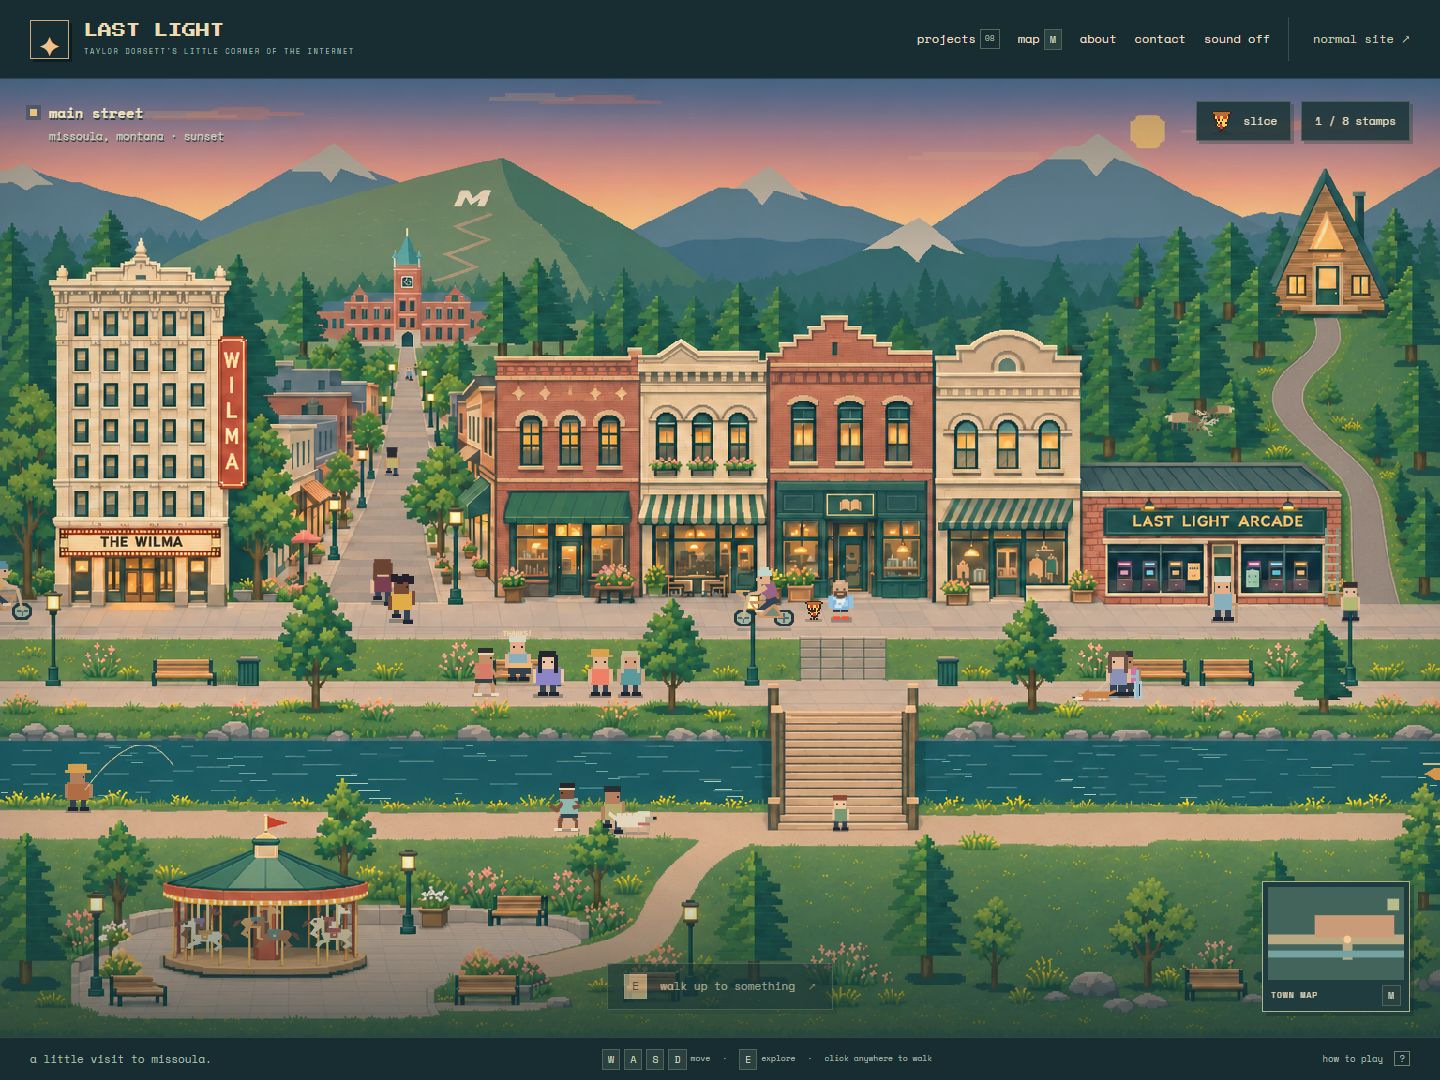 LAST LIGHT
TAYLOR DORSETT'S LITTLE CORNER OF THE INTERNET
projects 08
map M
about
contact
sound off
normal site ↗
main street
missoula, montana · sunset
slice
1 / 8 stamps
M
WILMA
THE WILMA
LAST LIGHT ARCADE
THANKS!
E walk up to something ↗
TOWN MAP M
a little visit to missoula.
W A S D move · E explore · click anywhere to walk
how to play ?